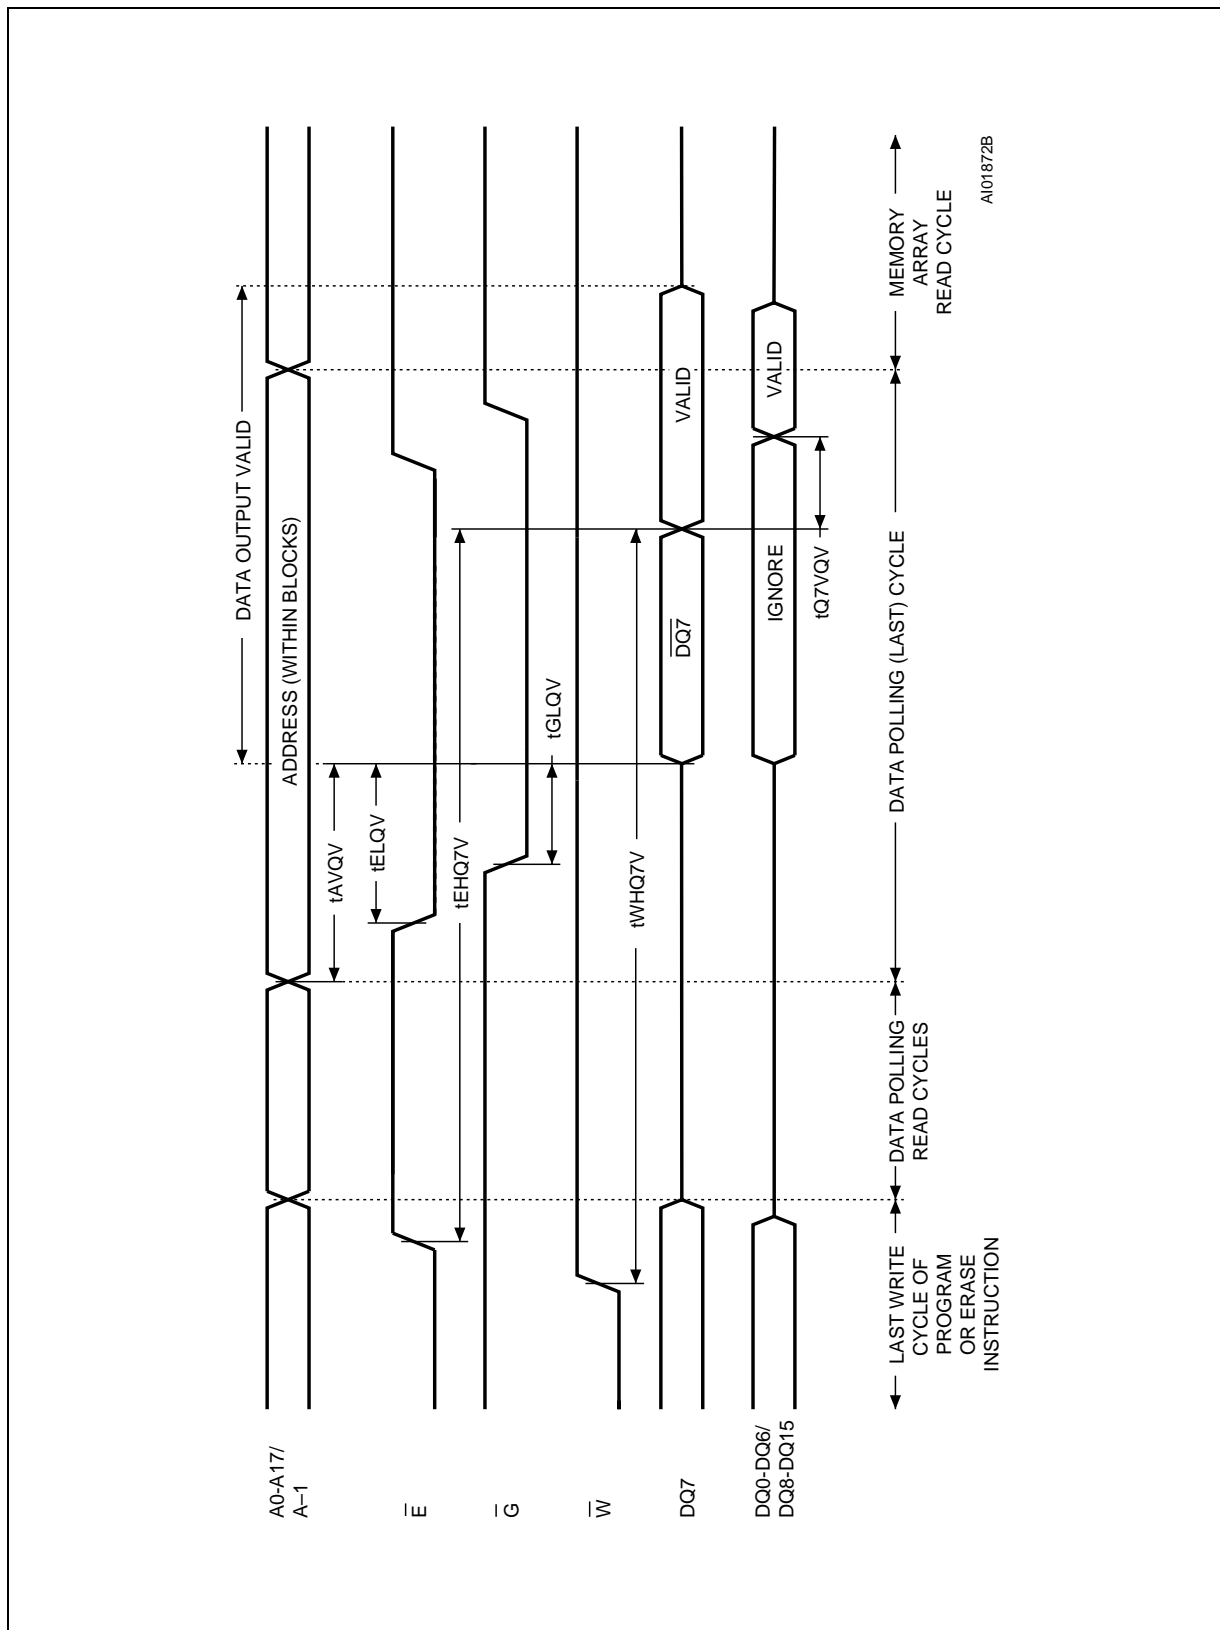 DATA OUTPUT VALID
A0-A17/
A–1
ADDRESS (WITHIN BLOCKS)
tAVQV
tELQV
E
tEHQ7V
G
tGLQV
W
tWHQ7V
DQ7
DQ7
VALID
DQ0-DQ6/
DQ8-DQ15
IGNORE
VALID
tQ7VQV
LAST WRITE
CYCLE OF
PROGRAM
OR ERASE
INSTRUCTION
DATA POLLING
READ CYCLES
DATA POLLING (LAST) CYCLE
MEMORY
ARRAY
READ CYCLE
AI01872B